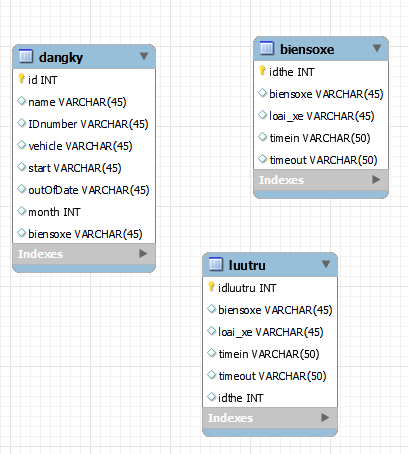 dangky
id INT
name VARCHAR(45)
IDnumber VARCHAR(45)
vehicle VARCHAR(45)
start VARCHAR(45)
outOfDate VARCHAR(45)
month INT
biensoxe VARCHAR(45)
Indexes
biensoxe
idthe INT
biensoxe VARCHAR(45)
loai_xe VARCHAR(45)
timein VARCHAR(50)
timeout VARCHAR(50)
Indexes
luutru
idluutru INT
biensoxe VARCHAR(45)
loai_xe VARCHAR(45)
timein VARCHAR(50)
timeout VARCHAR(50)
idthe INT
Indexes